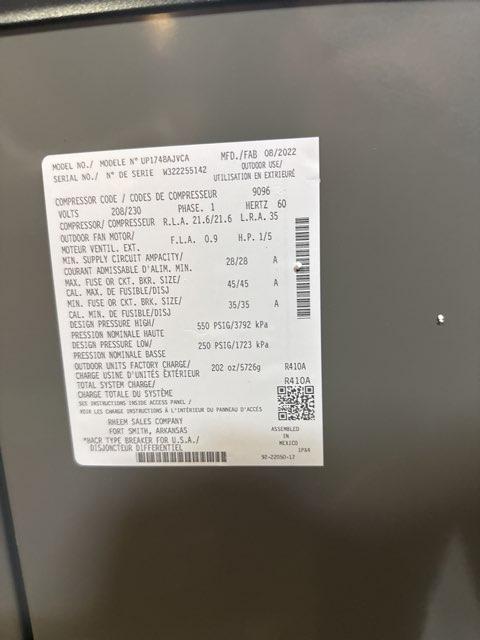 MODEL NO./ MODELE N° UP1748AJVCA MFD./FAB 08/2022
SERIAL NO./ N° DE SERIE W322255142 OUTDOOR USE/
UTILISATION EN EXTRIEURÉ
COMPRESSOR CODE / CODES DE COMPRESSEUR 9096
VOLTS 208/230 PHASE. 1 HERTZ 60
COMPRESSOR/ COMPRESSEUR R.L.A. 21.6/21.6 L.R.A. 35
OUTDOOR FAN MOTOR/ F.L.A. 0.9 H.P. 1/5
MOTEUR VENTIL. EXT.
MIN. SUPPLY CIRCUIT AMPACITY/ 28/28 A
COURANT ADMISSABLE D'ALIM. MIN.
MAX. FUSE OR CKT. BKR. SIZE/ 45/45 A
CAL. MAX. DE FUSIBLE/DISJ
MIN. FUSE OR CKT. BRK. SIZE/ 35/35 A
CAL. MIN. DE FUSIBLE/DISJ
DESIGN PRESSURE HIGH/ 550 PSIG/3792 kPa
PRESSION NOMINALE HAUTE
DESIGN PRESSURE LOW/ 250 PSIG/1723 kPa
PRESSION NOMINALE BASSE
OUTDOOR UNITS FACTORY CHARGE/ 202 oz/5726g R410A
CHARGE USINE D'UNITÉS EXTÉRIEUR
TOTAL SYSTEM CHARGE/ R410A
CHARGE TOTALE DU SYSTÈME
SEE INSTRUCTIONS INSIDE ACCESS PANEL /
VOIR LES CHARGE INSTRUCTIONS À L'INTÉRIEUR DU PANNEAU D'ACCÉS
RHEEM SALES COMPANY
FORT SMITH, ARKANSAS
*HACR TYPE BREAKER FOR U.S.A./
DISJONCTEUR DIFFERENTIEL
ASSEMBLED
IN
MEXICO
1PX4
92-22050-17